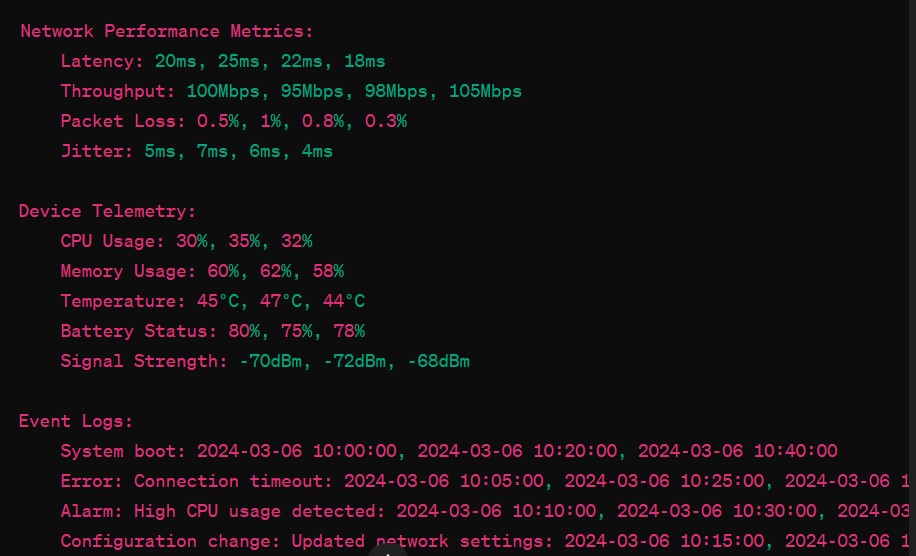 Network Performance Metrics:
Latency: 20ms, 25ms, 22ms, 18ms
Throughput: 100Mbps, 95Mbps, 98Mbps, 105Mbps
Packet Loss: 0.5%, 1%, 0.8%, 0.3%
Jitter: 5ms, 7ms, 6ms, 4ms
Device Telemetry:
CPU Usage: 30%, 35%, 32%
Memory Usage: 60%, 62%, 58%
Temperature: 45°C, 47°C, 44°C
Battery Status: 80%, 75%, 78%
Signal Strength: -70dBm, -72dBm, -68dBm
Event Logs:
System boot: 2024-03-06 10:00:00, 2024-03-06 10:20:00, 2024-03-06 10:40:00
Error: Connection timeout: 2024-03-06 10:05:00, 2024-03-06 10:25:00, 2024-03-06 1
Alarm: High CPU usage detected: 2024-03-06 10:10:00, 2024-03-06 10:30:00, 2024-03
Configuration change: Updated network settings: 2024-03-06 10:15:00, 2024-03-06 1